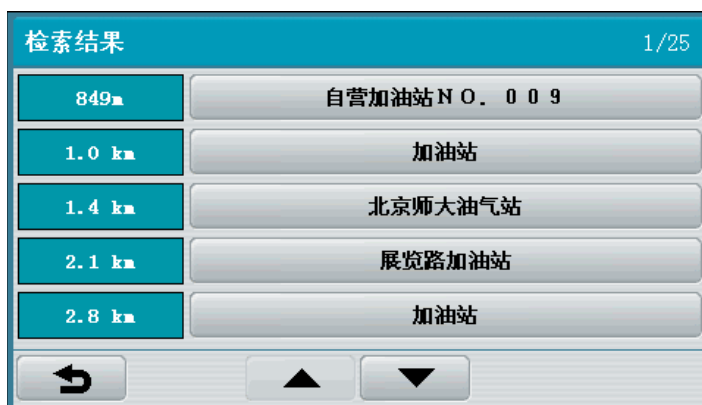 检索结果 1/25
849m 自营加油站ＮＯ．００９
1.0 km 加油站
1.4 km 北京师大油气站
2.1 km 展览路加油站
2.8 km 加油站